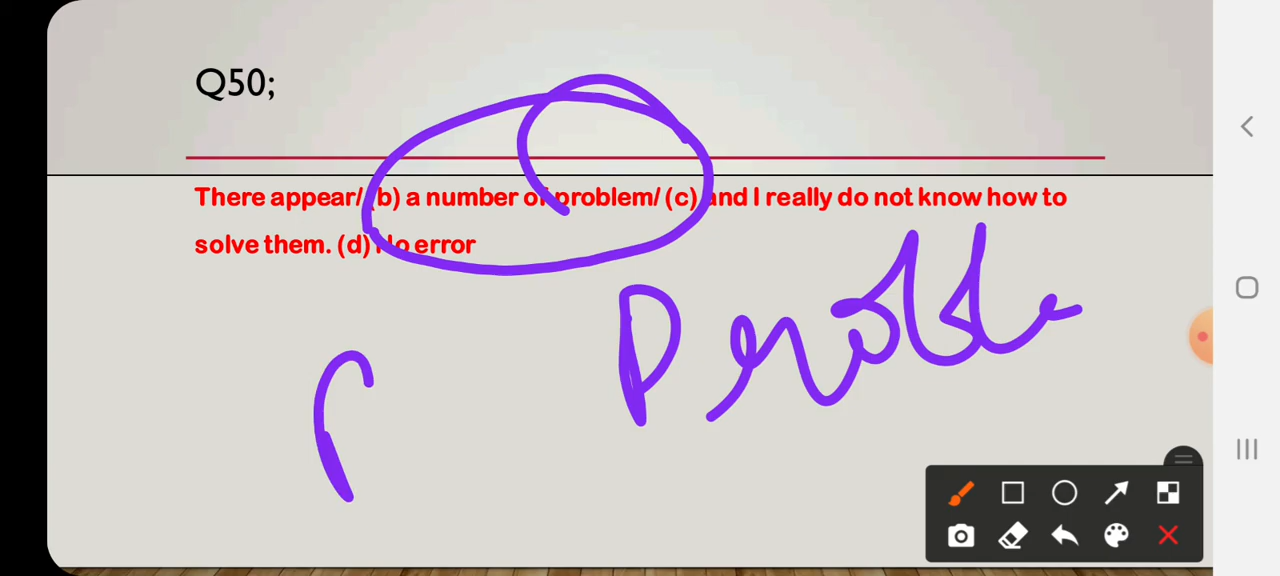 Q50;
There appear/ (b) a number of problem/ (c) and I really do not know how to
solve them. (d) No error
Proble